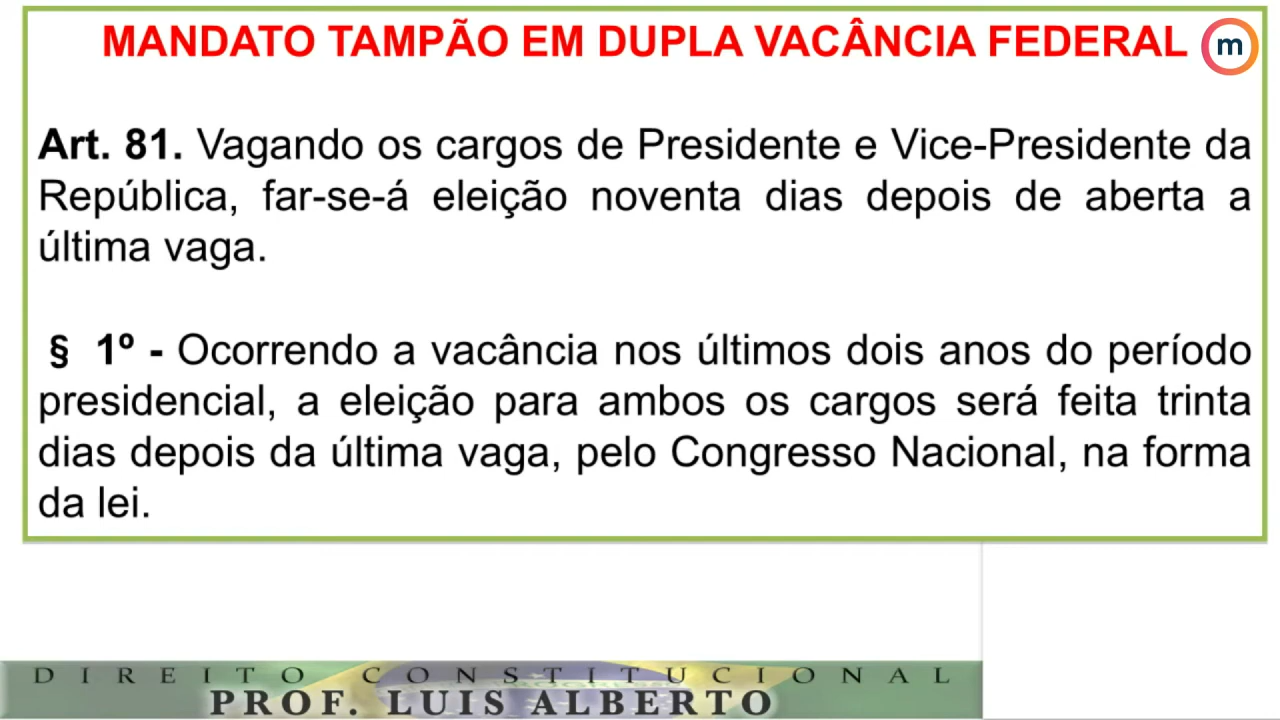 MANDATO TAMPÃO EM DUPLA VACÂNCIA FEDERAL
m
Art. 81. Vagando os cargos de Presidente e Vice-Presidente da
República, far-se-á eleição noventa dias depois de aberta a
última vaga.
§ 1º - Ocorrendo a vacância nos últimos dois anos do período
presidencial, a eleição para ambos os cargos será feita trinta
dias depois da última vaga, pelo Congresso Nacional, na forma
da lei.
DIREITO CONSTITUCIONAL
PROF. LUIS ALBERTO